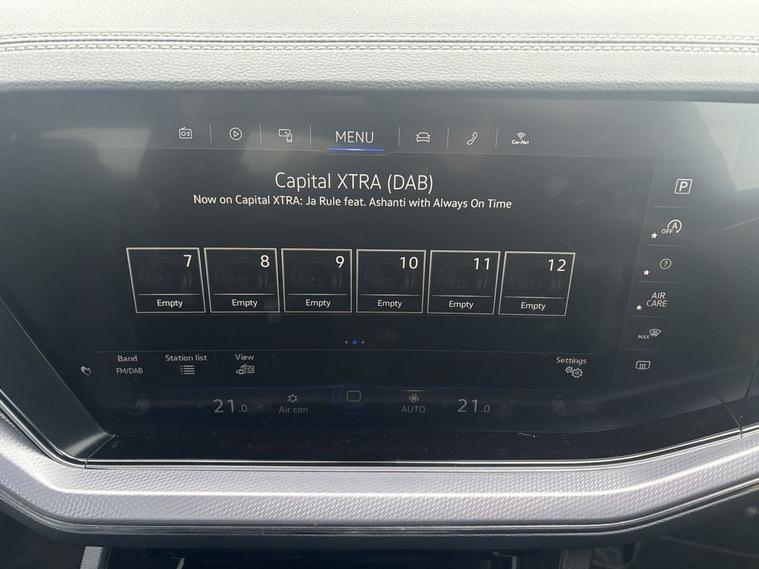 MENU
Car-Net
Capital XTRA (DAB)
Now on Capital XTRA: Ja Rule feat. Ashanti with Always On Time
P
A
OFF
?
7 8 9 10 11 12
Empty Empty Empty Empty Empty Empty
AIR
CARE
MAX
Band Station list View Settings
FM/DAB
21.0 Air con AUTO 21.0